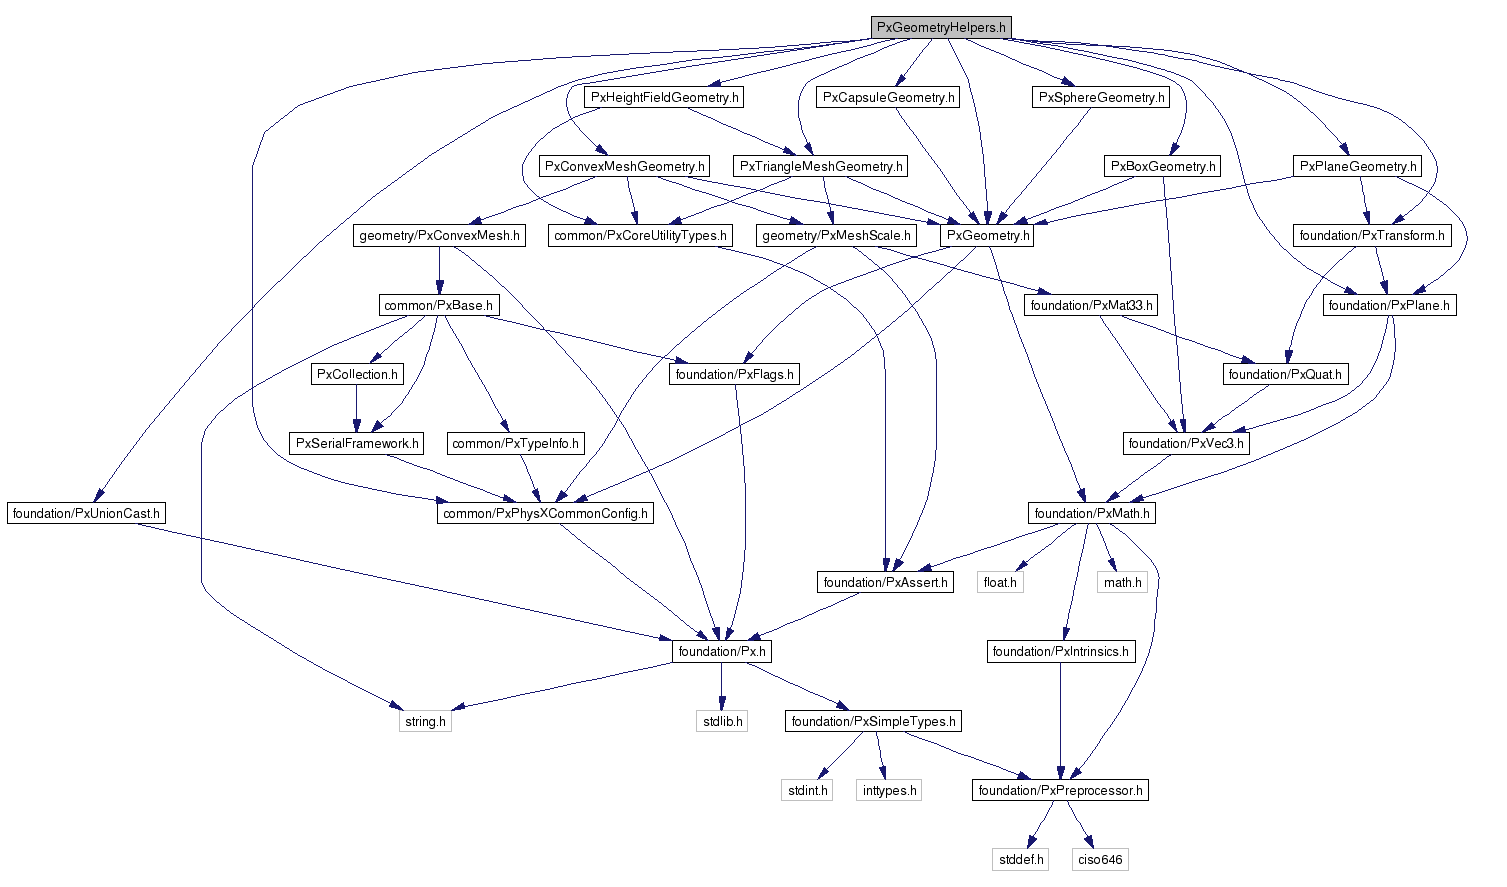 PxGeometryHelpers.h
PxHeightFieldGeometry.h
PxCapsuleGeometry.h
PxSphereGeometry.h
PxConvexMeshGeometry.h
PxTriangleMeshGeometry.h
PxBoxGeometry.h
PxPlaneGeometry.h
geometry/PxConvexMesh.h
common/PxCoreUtilityTypes.h
geometry/PxMeshScale.h
PxGeometry.h
foundation/PxTransform.h
common/PxBase.h
foundation/PxMat33.h
foundation/PxPlane.h
PxCollection.h
foundation/PxFlags.h
foundation/PxQuat.h
PxSerialFramework.h
common/PxTypeInfo.h
foundation/PxVec3.h
foundation/PxUnionCast.h
common/PxPhysXCommonConfig.h
foundation/PxMath.h
foundation/PxAssert.h
float.h
math.h
foundation/Px.h
foundation/PxIntrinsics.h
string.h
stdlib.h
foundation/PxSimpleTypes.h
stdint.h
inttypes.h
foundation/PxPreprocessor.h
stddef.h
ciso646